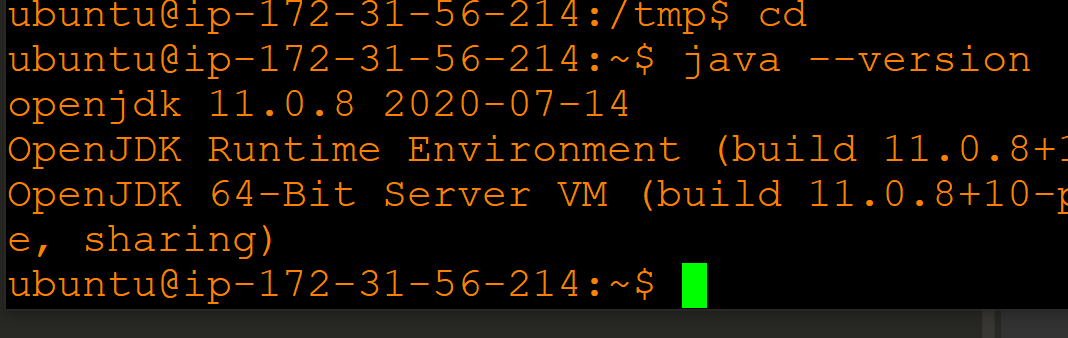 ubuntu@ip-172-31-56-214:/tmp$ cd
ubuntu@ip-172-31-56-214:~$ java --version
openjdk 11.0.8 2020-07-14
OpenJDK Runtime Environment (build 11.0.8+1
OpenJDK 64-Bit Server VM (build 11.0.8+10-p
e, sharing)
ubuntu@ip-172-31-56-214:~$